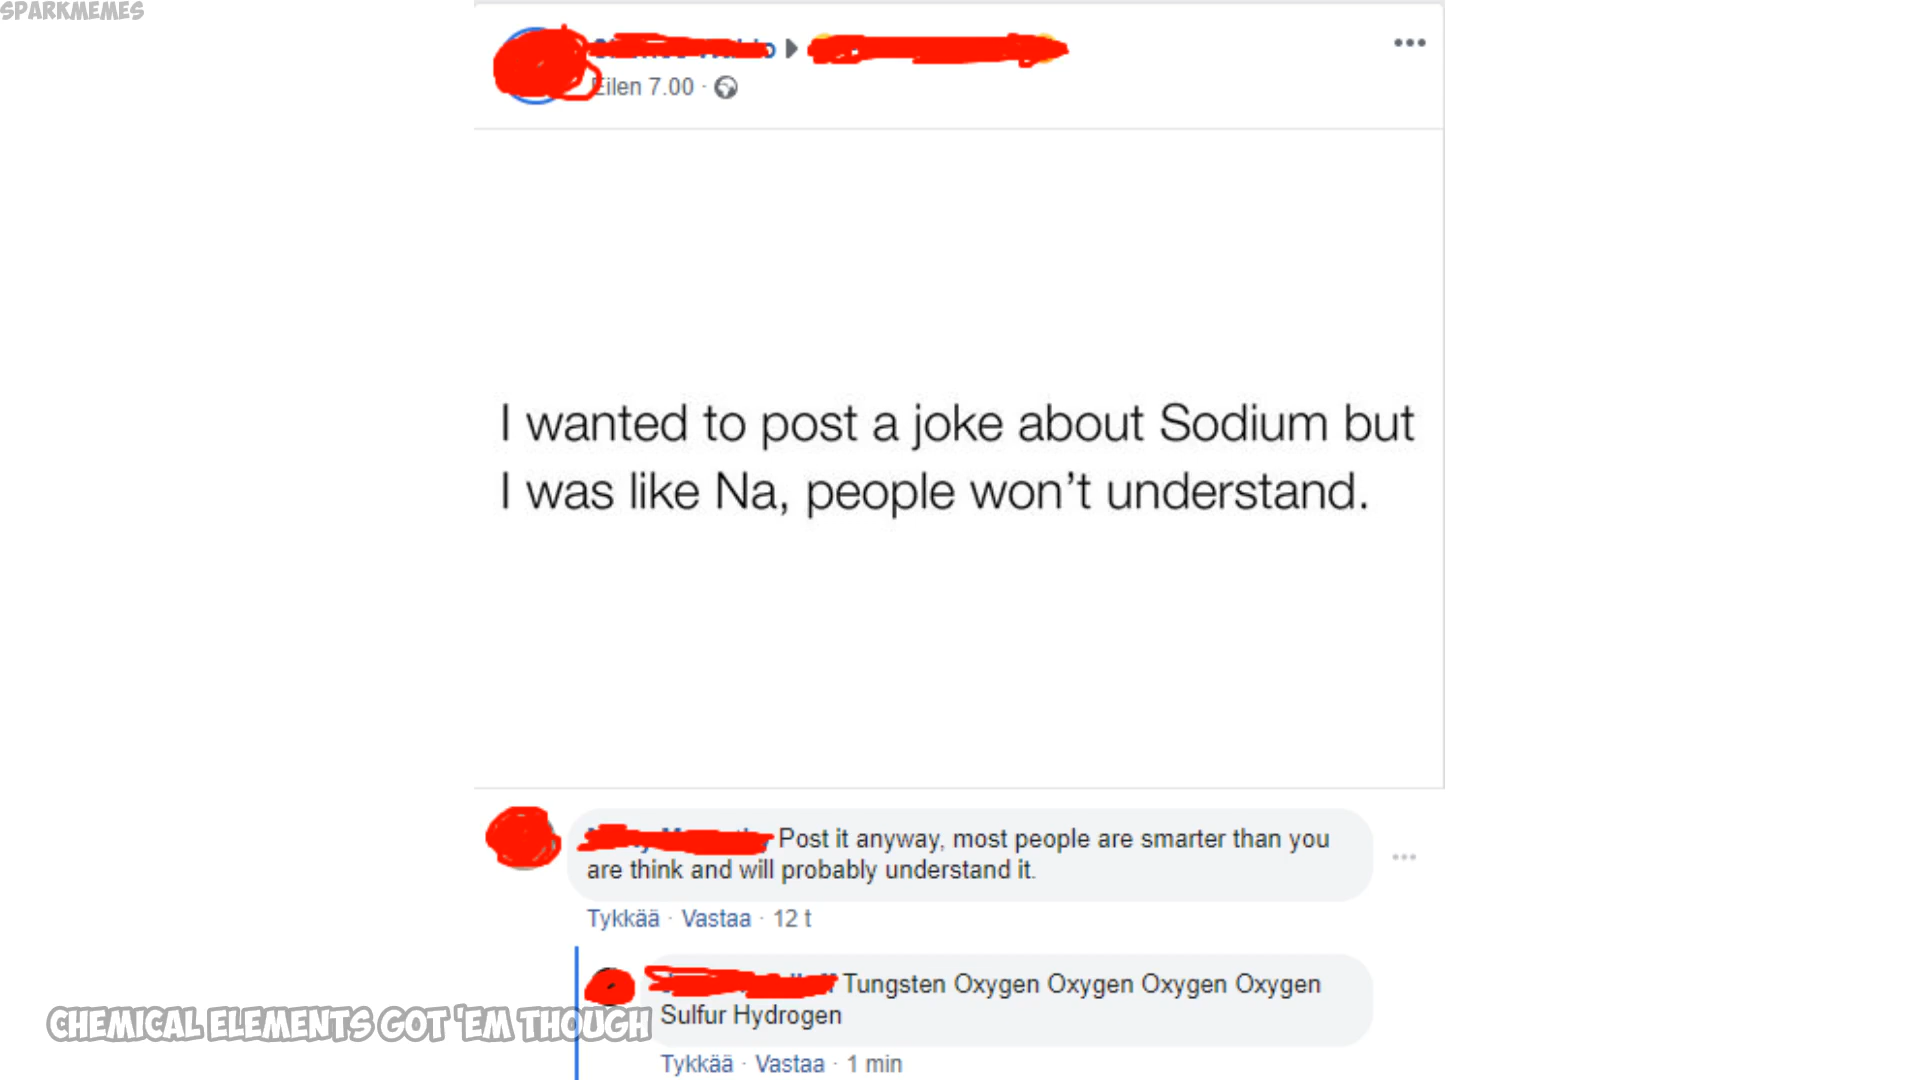 SPARKMEMES
Eilen 7.00 ·
I wanted to post a joke about Sodium but
I was like Na, people won't understand.
Post it anyway, most people are smarter than you
are think and will probably understand it.
Tykkää · Vastaa · 12 t
Tungsten Oxygen Oxygen Oxygen Oxygen
Sulfur Hydrogen
CHEMICAL ELEMENTS GOT 'EM THOUGH
Tykkää · Vastaa · 1 min